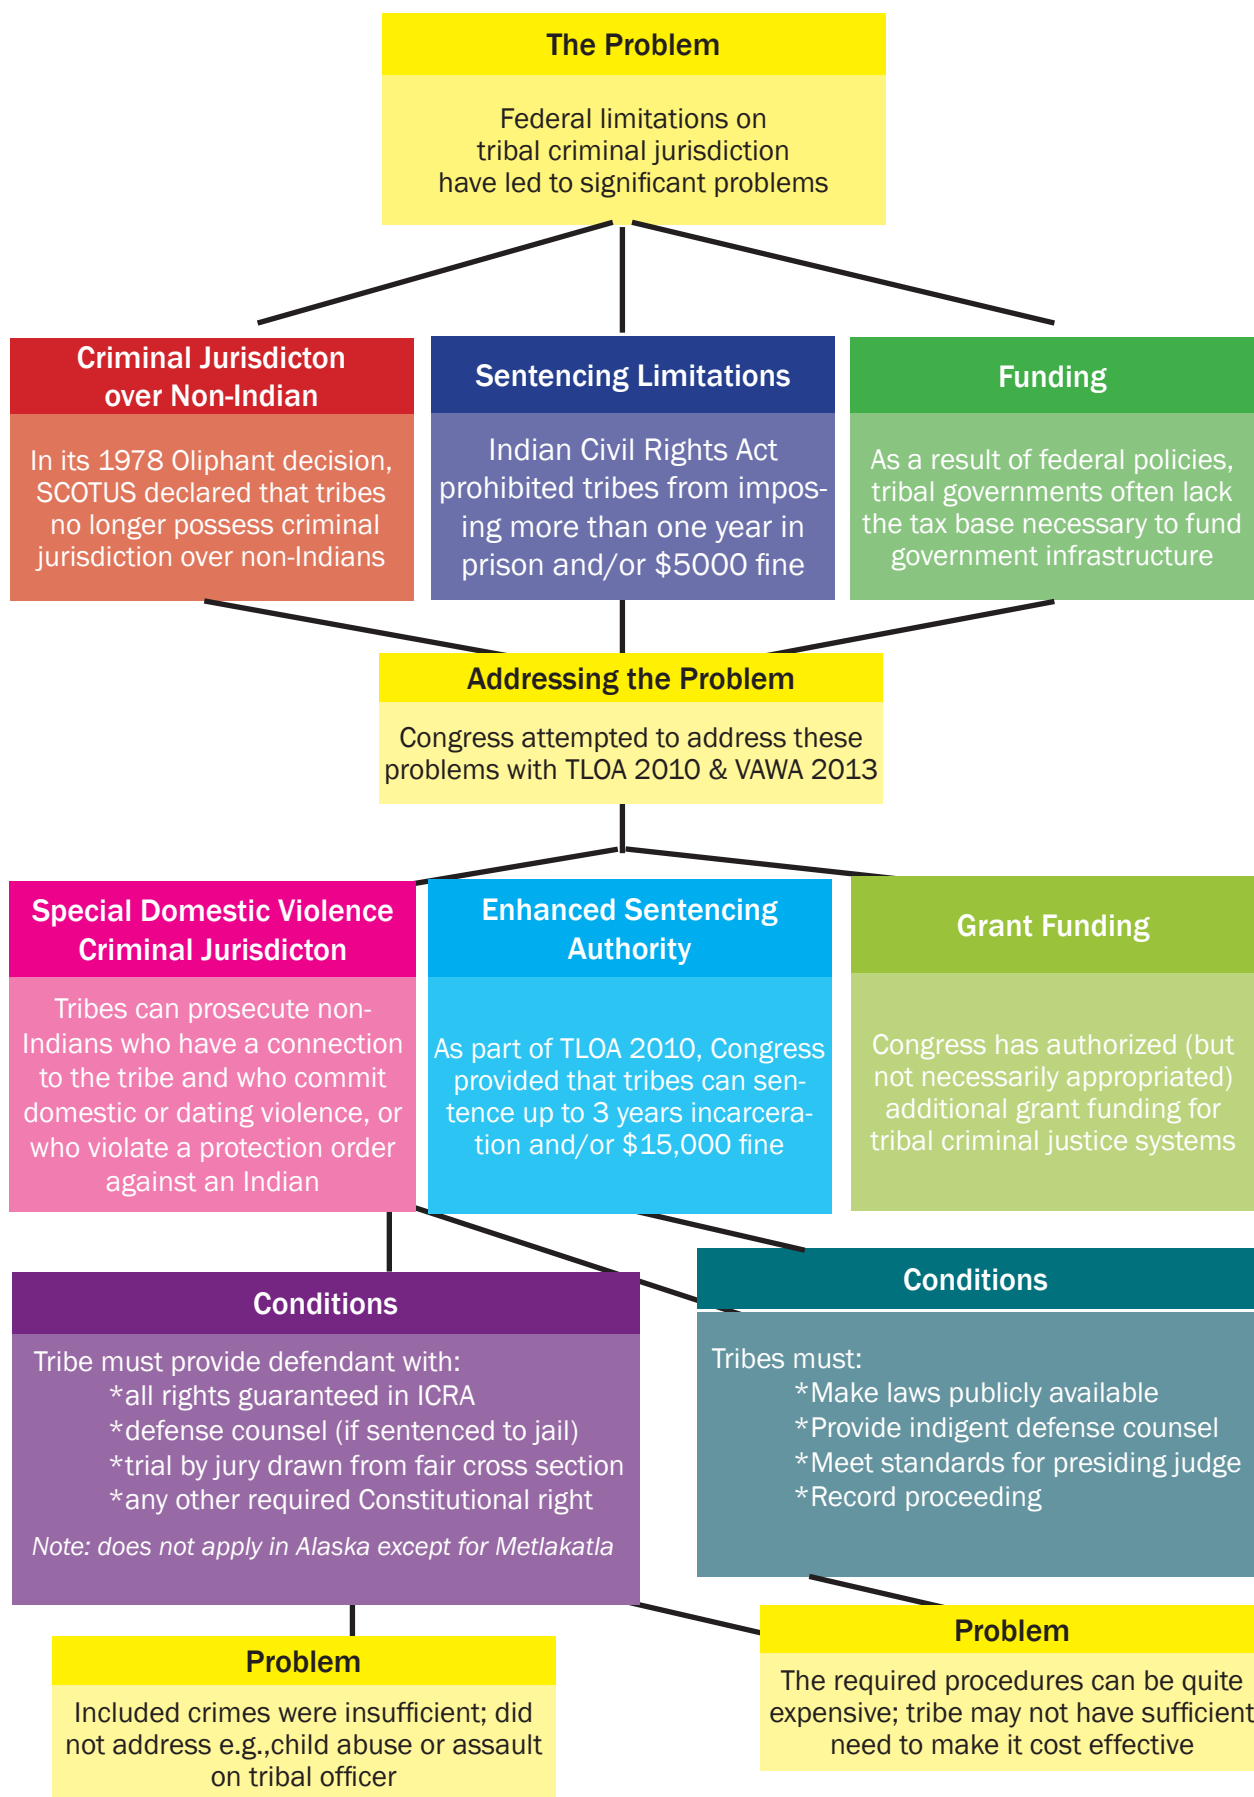 The Problem
Federal limitations on
tribal criminal jurisdiction
have led to significant problems
Criminal Jurisdicton
over Non-Indian
In its 1978 Oliphant decision,
SCOTUS declared that tribes
no longer possess criminal
jurisdiction over non-Indians
Sentencing Limitations
Indian Civil Rights Act
prohibited tribes from impos-
ing more than one year in
prison and/or $5000 fine
Funding
As a result of federal policies,
tribal governments often lack
the tax base necessary to fund
government infrastructure
Addressing the Problem
Congress attempted to address these
problems with TLOA 2010 & VAWA 2013
Special Domestic Violence
Criminal Jurisdicton
Tribes can prosecute non-
Indians who have a connection
to the tribe and who commit
domestic or dating violence, or
who violate a protection order
against an Indian
Enhanced Sentencing
Authority
As part of TLOA 2010, Congress
provided that tribes can sen-
tence up to 3 years incarcera-
tion and/or $15,000 fine
Grant Funding
Congress has authorized (but
not necessarily appropriated)
additional grant funding for
tribal criminal justice systems
Conditions
Tribe must provide defendant with:
*all rights guaranteed in ICRA
*defense counsel (if sentenced to jail)
*trial by jury drawn from fair cross section
*any other required Constitutional right
Note: does not apply in Alaska except for Metlakatla
Conditions
Tribes must:
*Make laws publicly available
*Provide indigent defense counsel
*Meet standards for presiding judge
*Record proceeding
Problem
Included crimes were insufficient; did
not address e.g.,child abuse or assault
on tribal officer
Problem
The required procedures can be quite
expensive; tribe may not have sufficient
need to make it cost effective